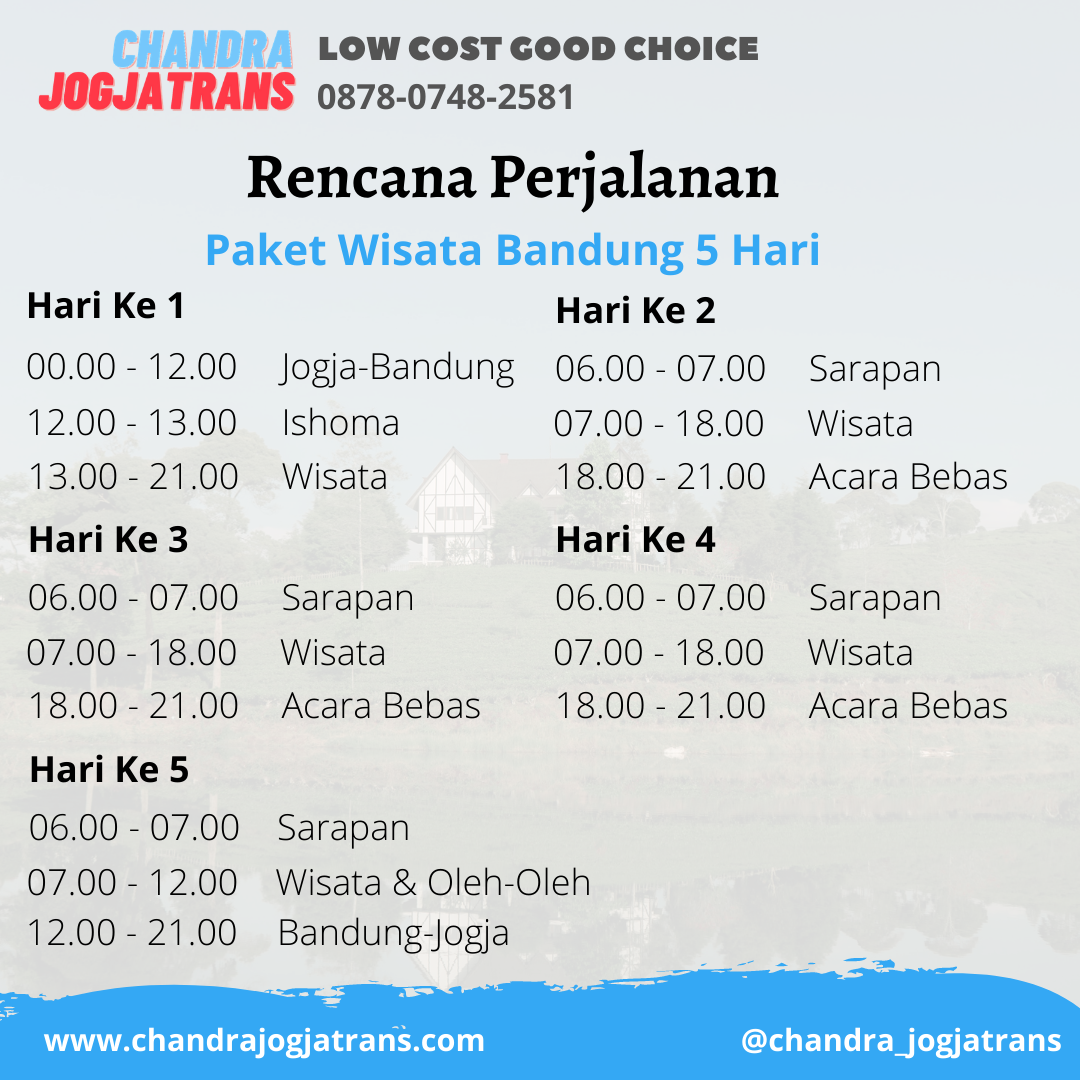 CHANDRA
JOGJATRANS
LOW COST GOOD CHOICE
0878-0748-2581
Rencana Perjalanan
Paket Wisata Bandung 5 Hari
Hari Ke 1
00.00 - 12.00 Jogja-Bandung
12.00 - 13.00 Ishoma
13.00 - 21.00 Wisata
Hari Ke 2
06.00 - 07.00 Sarapan
07.00 - 18.00 Wisata
18.00 - 21.00 Acara Bebas
Hari Ke 3
06.00 - 07.00 Sarapan
07.00 - 18.00 Wisata
18.00 - 21.00 Acara Bebas
Hari Ke 4
06.00 - 07.00 Sarapan
07.00 - 18.00 Wisata
18.00 - 21.00 Acara Bebas
Hari Ke 5
06.00 - 07.00 Sarapan
07.00 - 12.00 Wisata & Oleh-Oleh
12.00 - 21.00 Bandung-Jogja
www.chandrajogjatrans.com
@chandra_jogjatrans